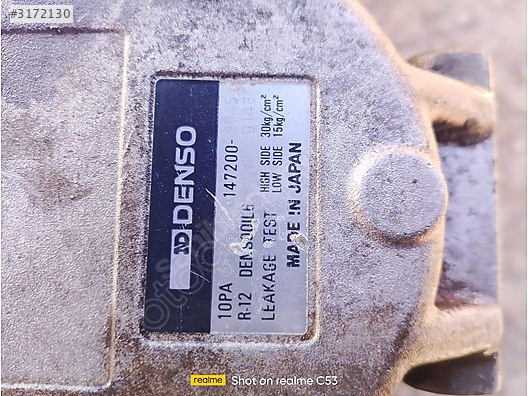 #3172130
DENSO
10PA 147200-
R-12 DENSOOIL6
LEAKAGE TEST HIGH SIDE 30kg/cm²
LOW SIDE 15kg/cm²
MADE IN JAPAN
realme Shot on realme C53